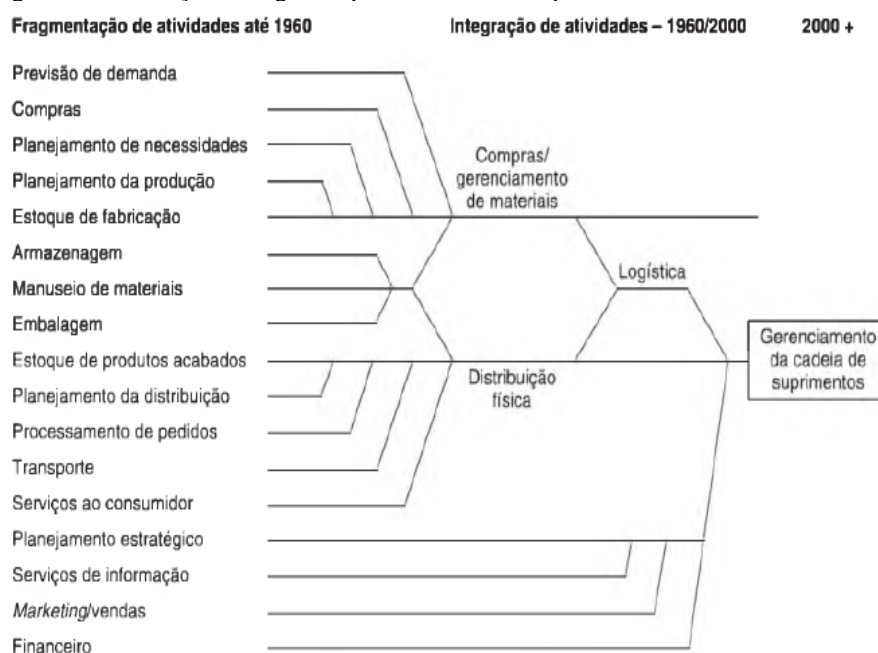 Fragmentação de atividades até 1960 Integração de atividades – 1960/2000 2000 +
Previsão de demanda
Compras
Planejamento de necessidades
Planejamento da produção
Estoque de fabricação
Armazenagem
Manuseio de materiais
Embalagem
Estoque de produtos acabados
Planejamento da distribuição
Processamento de pedidos
Transporte
Serviços ao consumidor
Planejamento estratégico
Serviços de informação
Marketing/vendas
Financeiro
Compras/
gerenciamento
de materiais
Distribuição
física
Logística
Gerenciamento
da cadeia de
suprimentos